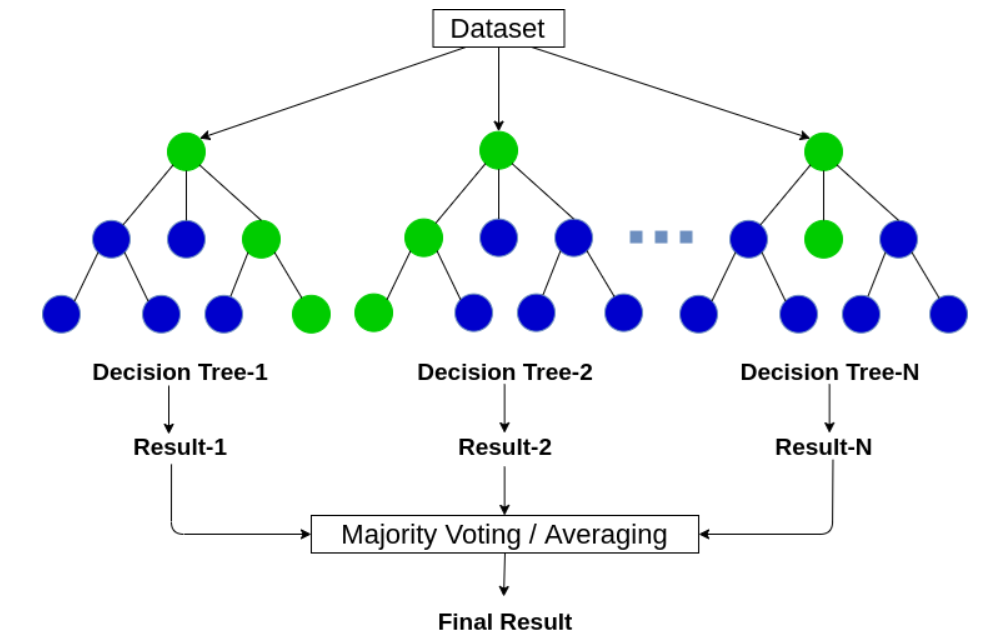 Dataset
Decision Tree-1
Decision Tree-2
Decision Tree-N
Result-1
Result-2
Result-N
Majority Voting / Averaging
Final Result